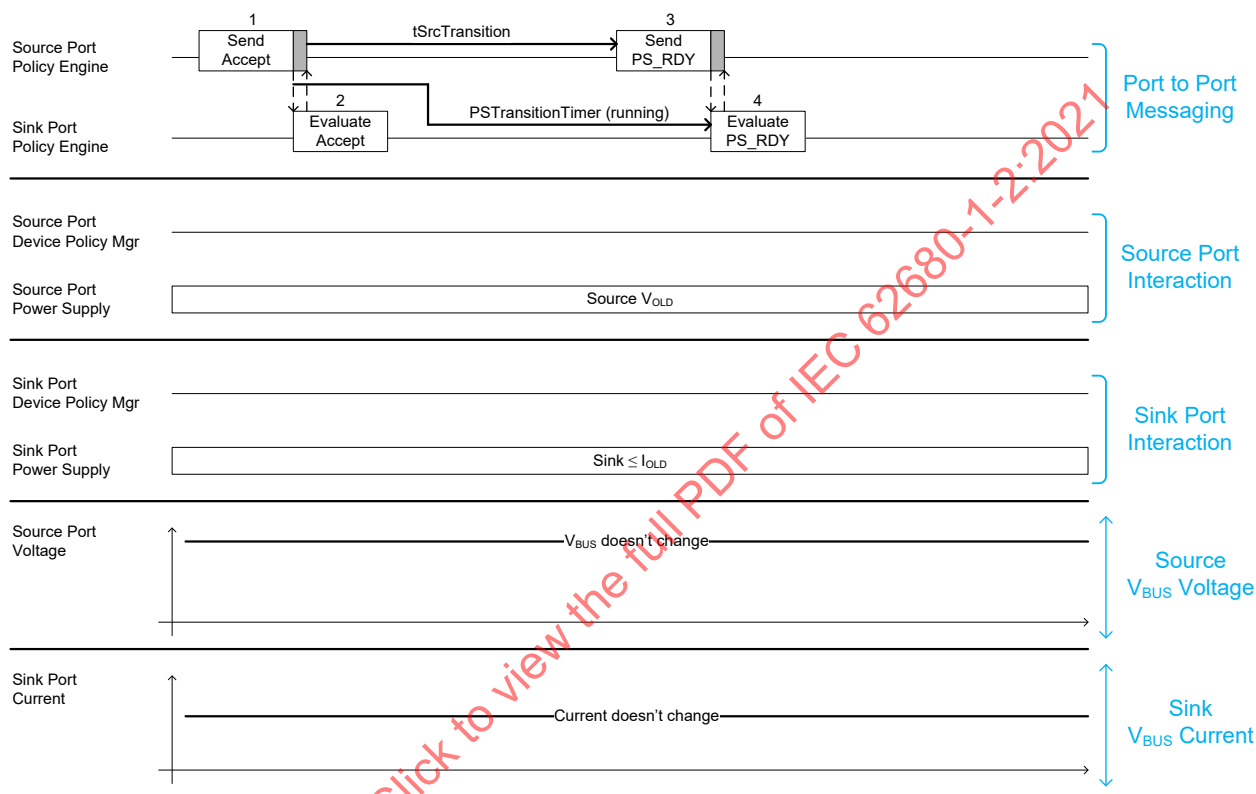 1
Send
Accept
tSrcTransition
3
Send
PS_RDY
Source Port
Policy Engine
2
Evaluate
Accept
PSTransitionTimer (running)
4
Evaluate
PS_RDY
Sink Port
Policy Engine
Port to Port
Messaging
Source Port
Device Policy Mgr
Source Port
Power Supply
Source VOLD
Source Port
Interaction
Sink Port
Device Policy Mgr
Sink Port
Power Supply
Sink ≤ IOLD
Sink Port
Interaction
Source Port
Voltage
VBUS doesn't change
Source
VBUS Voltage
Sink Port
Current
Current doesn't change
Sink
VBUS Current
Click to view the full PDF of IEC 62680-1-2:2021